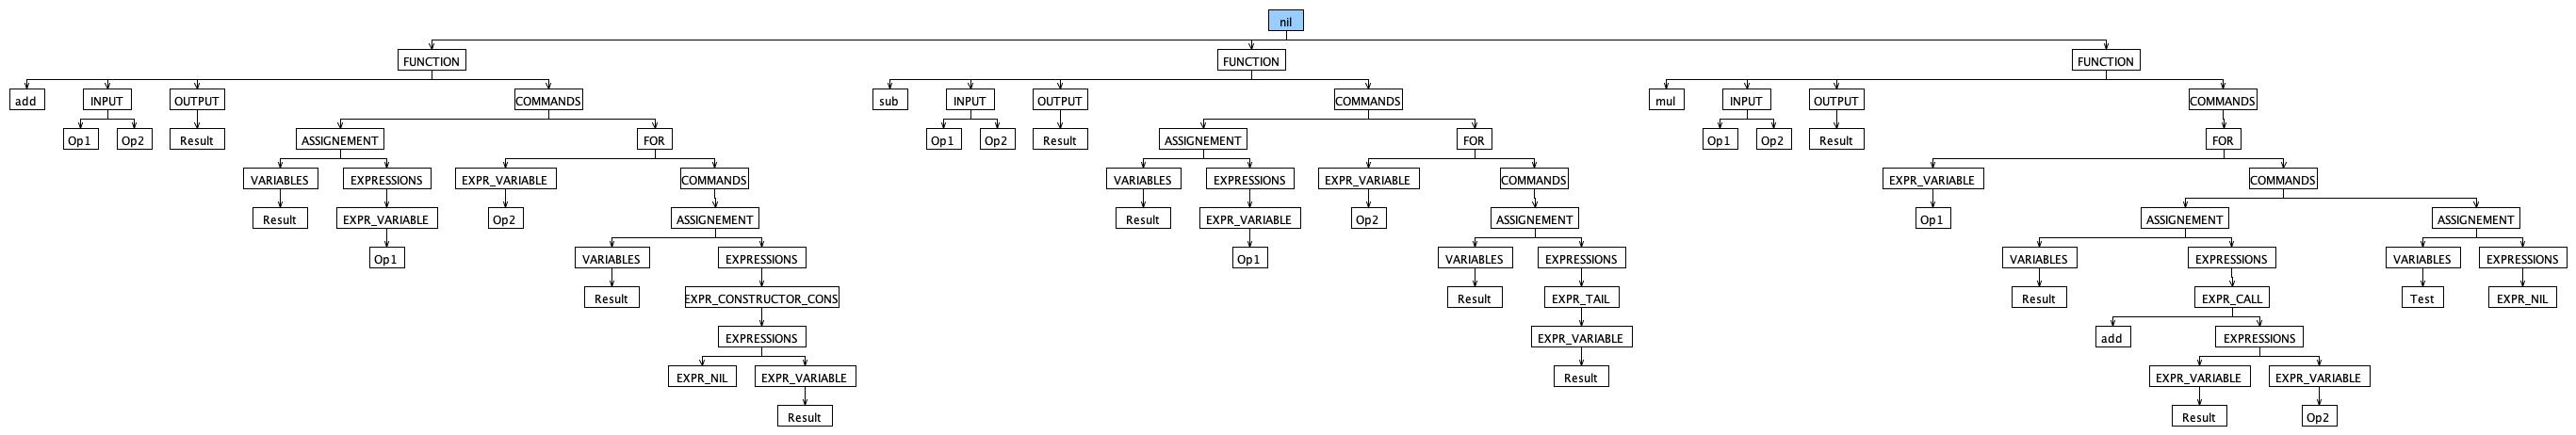 nil
FUNCTION FUNCTION FUNCTION
add INPUT OUTPUT COMMANDS sub INPUT OUTPUT COMMANDS mul INPUT OUTPUT COMMANDS
Op1 Op2 Result ASSIGNEMENT FOR Op1 Op2 Result ASSIGNEMENT FOR Op1 Op2 Result FOR
VARIABLES EXPRESSIONS EXPR_VARIABLE COMMANDS VARIABLES EXPRESSIONS EXPR_VARIABLE COMMANDS EXPR_VARIABLE COMMANDS
Result EXPR_VARIABLE Op2 ASSIGNEMENT Result EXPR_VARIABLE Op2 ASSIGNEMENT Op1 ASSIGNEMENT ASSIGNEMENT
Op1 VARIABLES EXPRESSIONS Op1 VARIABLES EXPRESSIONS VARIABLES EXPRESSIONS VARIABLES EXPRESSIONS
Result EXPR_CONSTRUCTOR_CONS Result EXPR_TAIL Result EXPR_CALL Test EXPR_NIL
EXPRESSIONS EXPR_VARIABLE add EXPRESSIONS
EXPR_NIL EXPR_VARIABLE Result EXPR_VARIABLE EXPR_VARIABLE
Result Result Op2